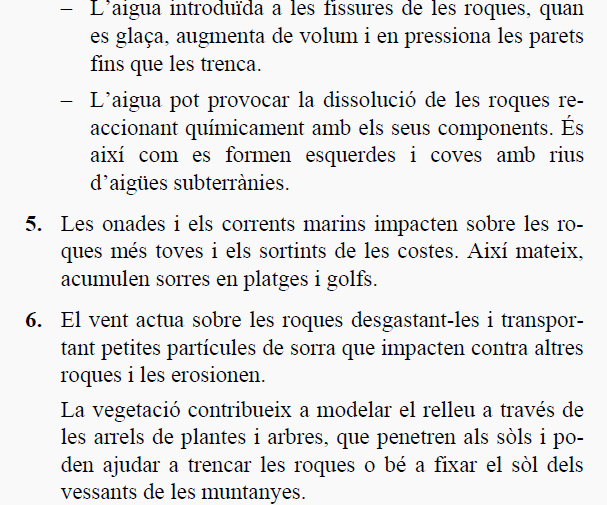 – L’aigua introduïda a les fissures de les roques, quan
es glaça, augmenta de volum i en pressiona les parets
fins que les trenca.
– L’aigua pot provocar la dissolució de les roques re-
accionant químicament amb els seus components. És
així com es formen esquerdes i coves amb rius
d’aigües subterrànies.
5. Les onades i els corrents marins impacten sobre les ro-
ques més toves i els sortints de les costes. Així mateix,
acumulen sorres en platges i golfs.
6. El vent actua sobre les roques desgastant-les i transpor-
tant petites partícules de sorra que impacten contra altres
roques i les erosionen.
La vegetació contribueix a modelar el relleu a través de
les arrels de plantes i arbres, que penetren als sòls i po-
den ajudar a trencar les roques o bé a fixar el sòl dels
vessants de les muntanyes.